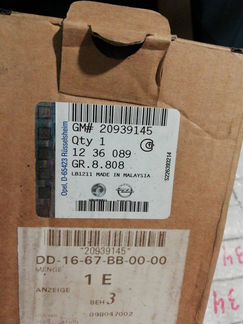 GM# 20939145
Qty 1
12 36 089
GR.8.808
LB1211 MADE IN MALAYSIA
Opel, D-65423 Rüsselsheim
"20939145"
DD-16-67-BB-00-00
MENGE
1 E
ANZEIGE
BEH 3
098047002